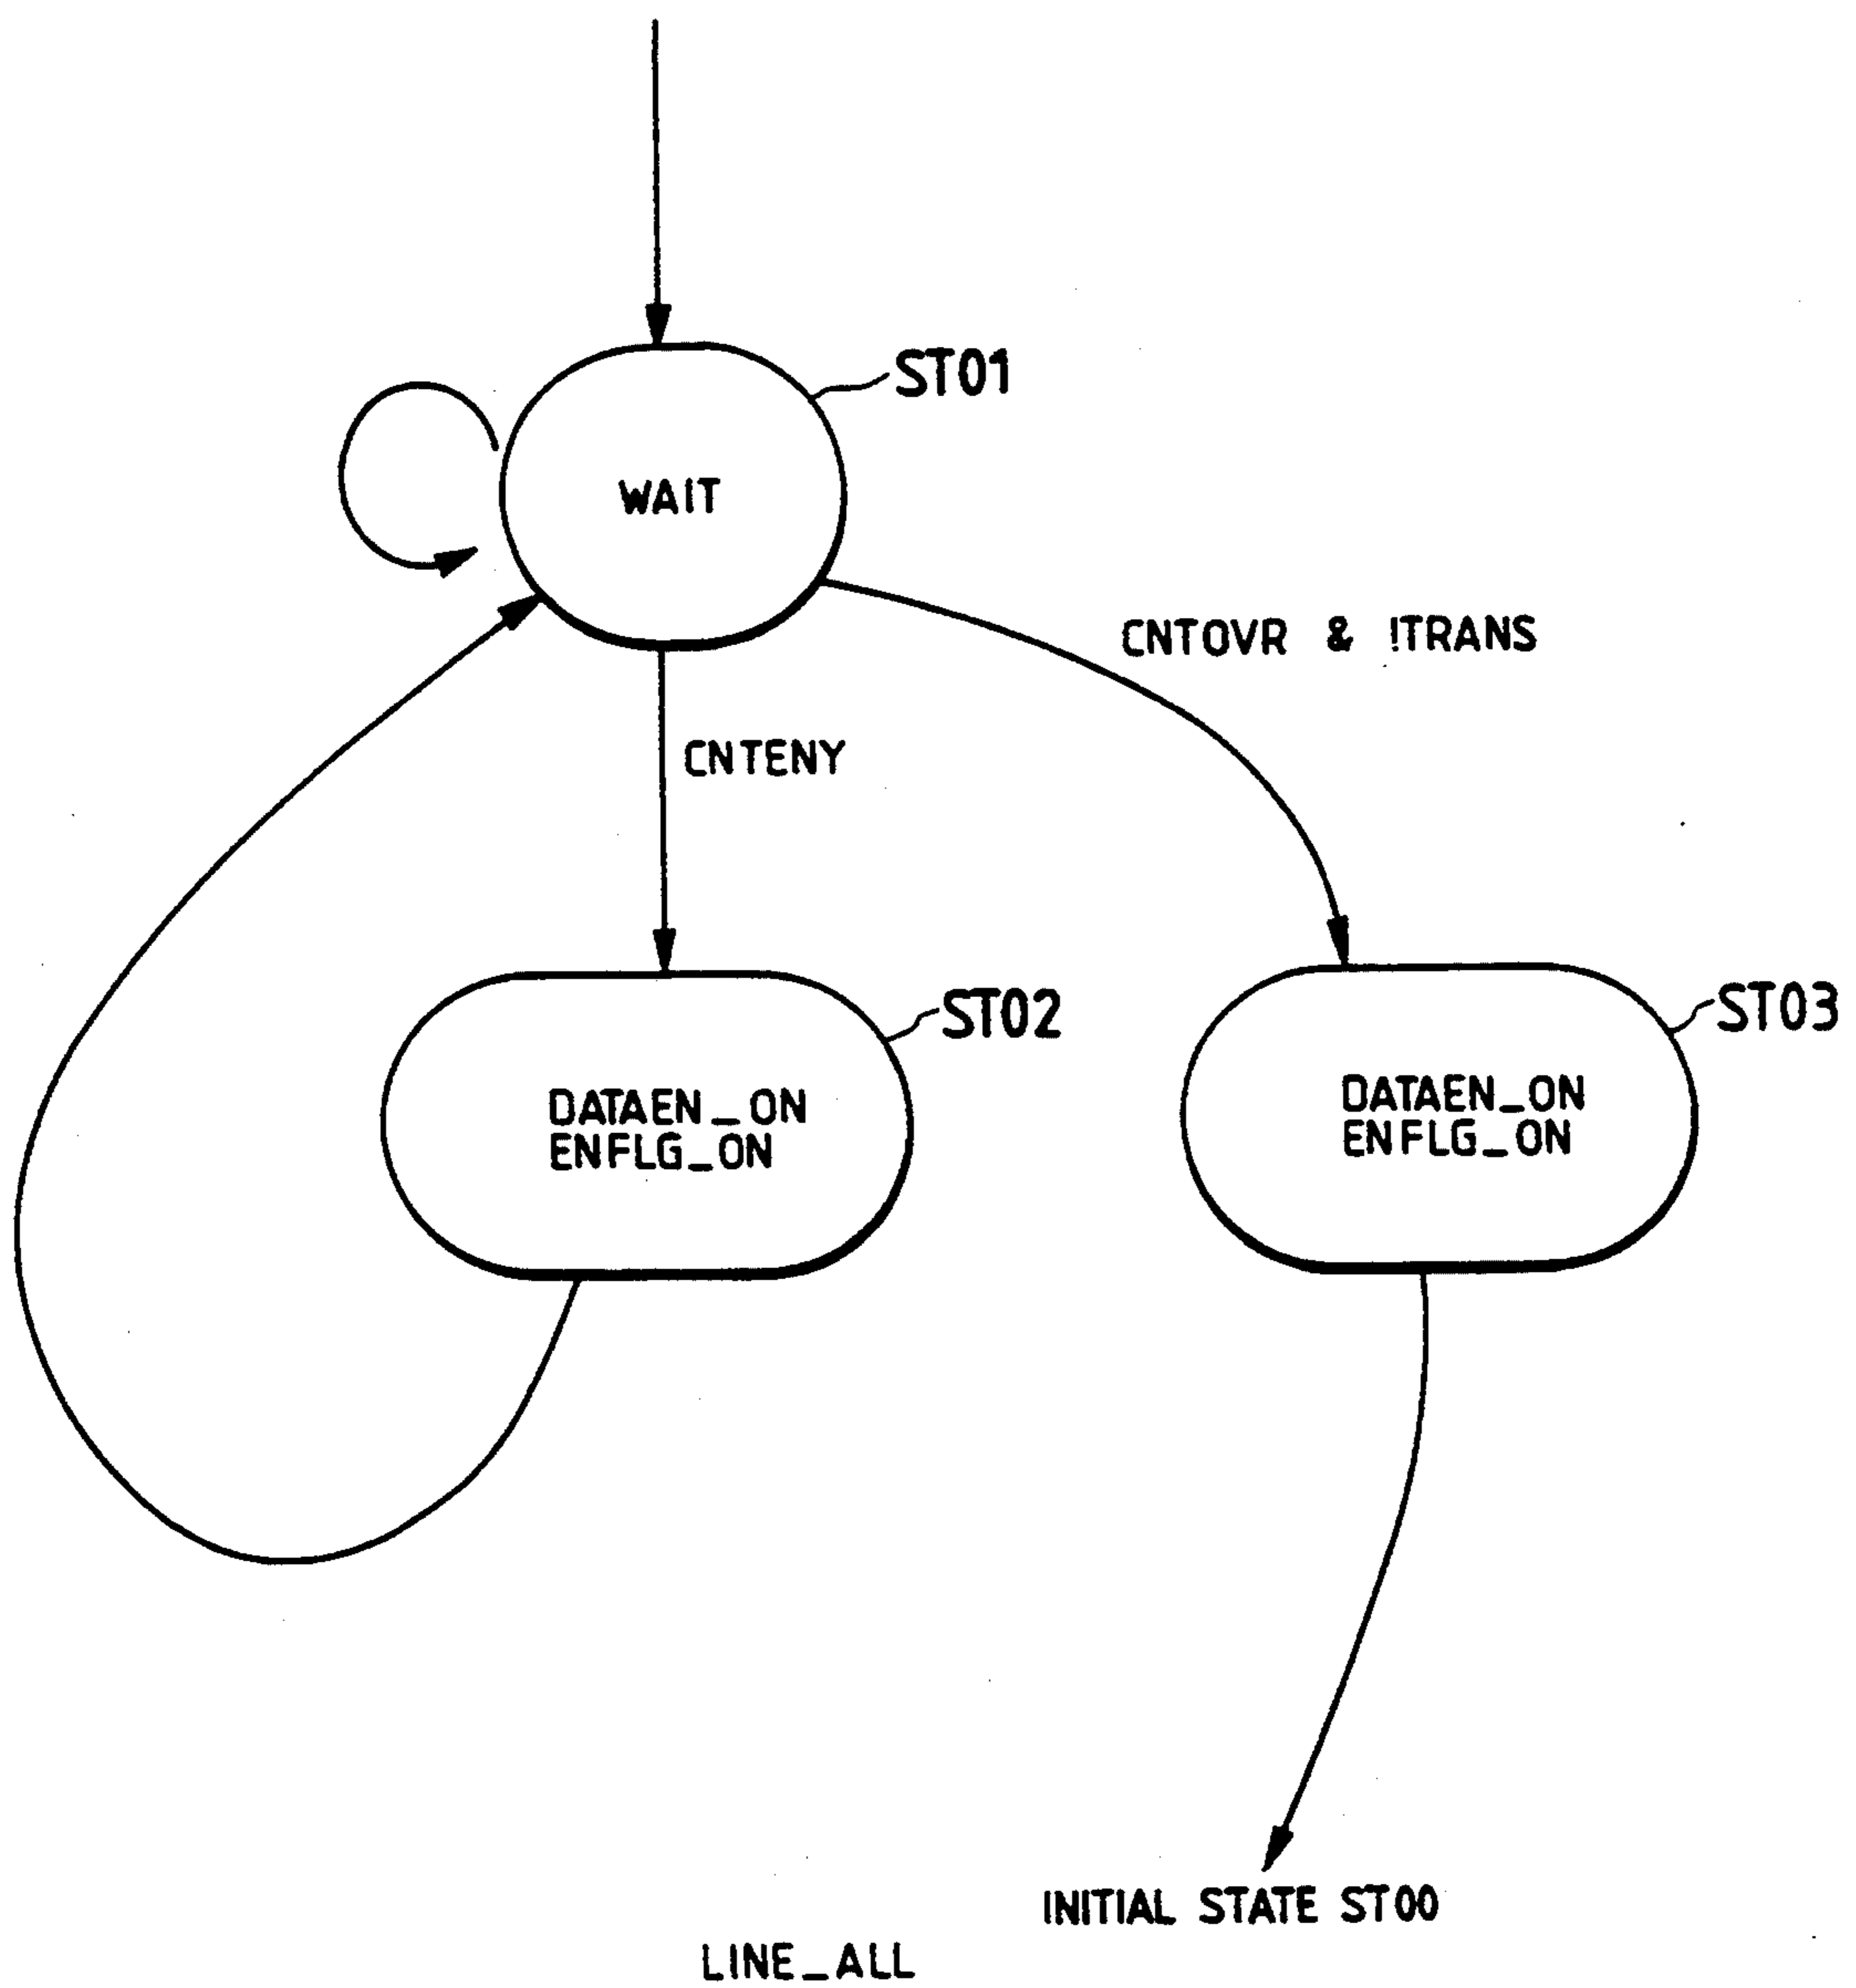 ST01
WAIT
CNTOVR & !TRANS
CNTENY
ST02
ST03
DATAEN_ON
ENFLG_ON
DATAEN_ON
ENFLG_ON
INITIAL STATE ST00
LINE_ALL